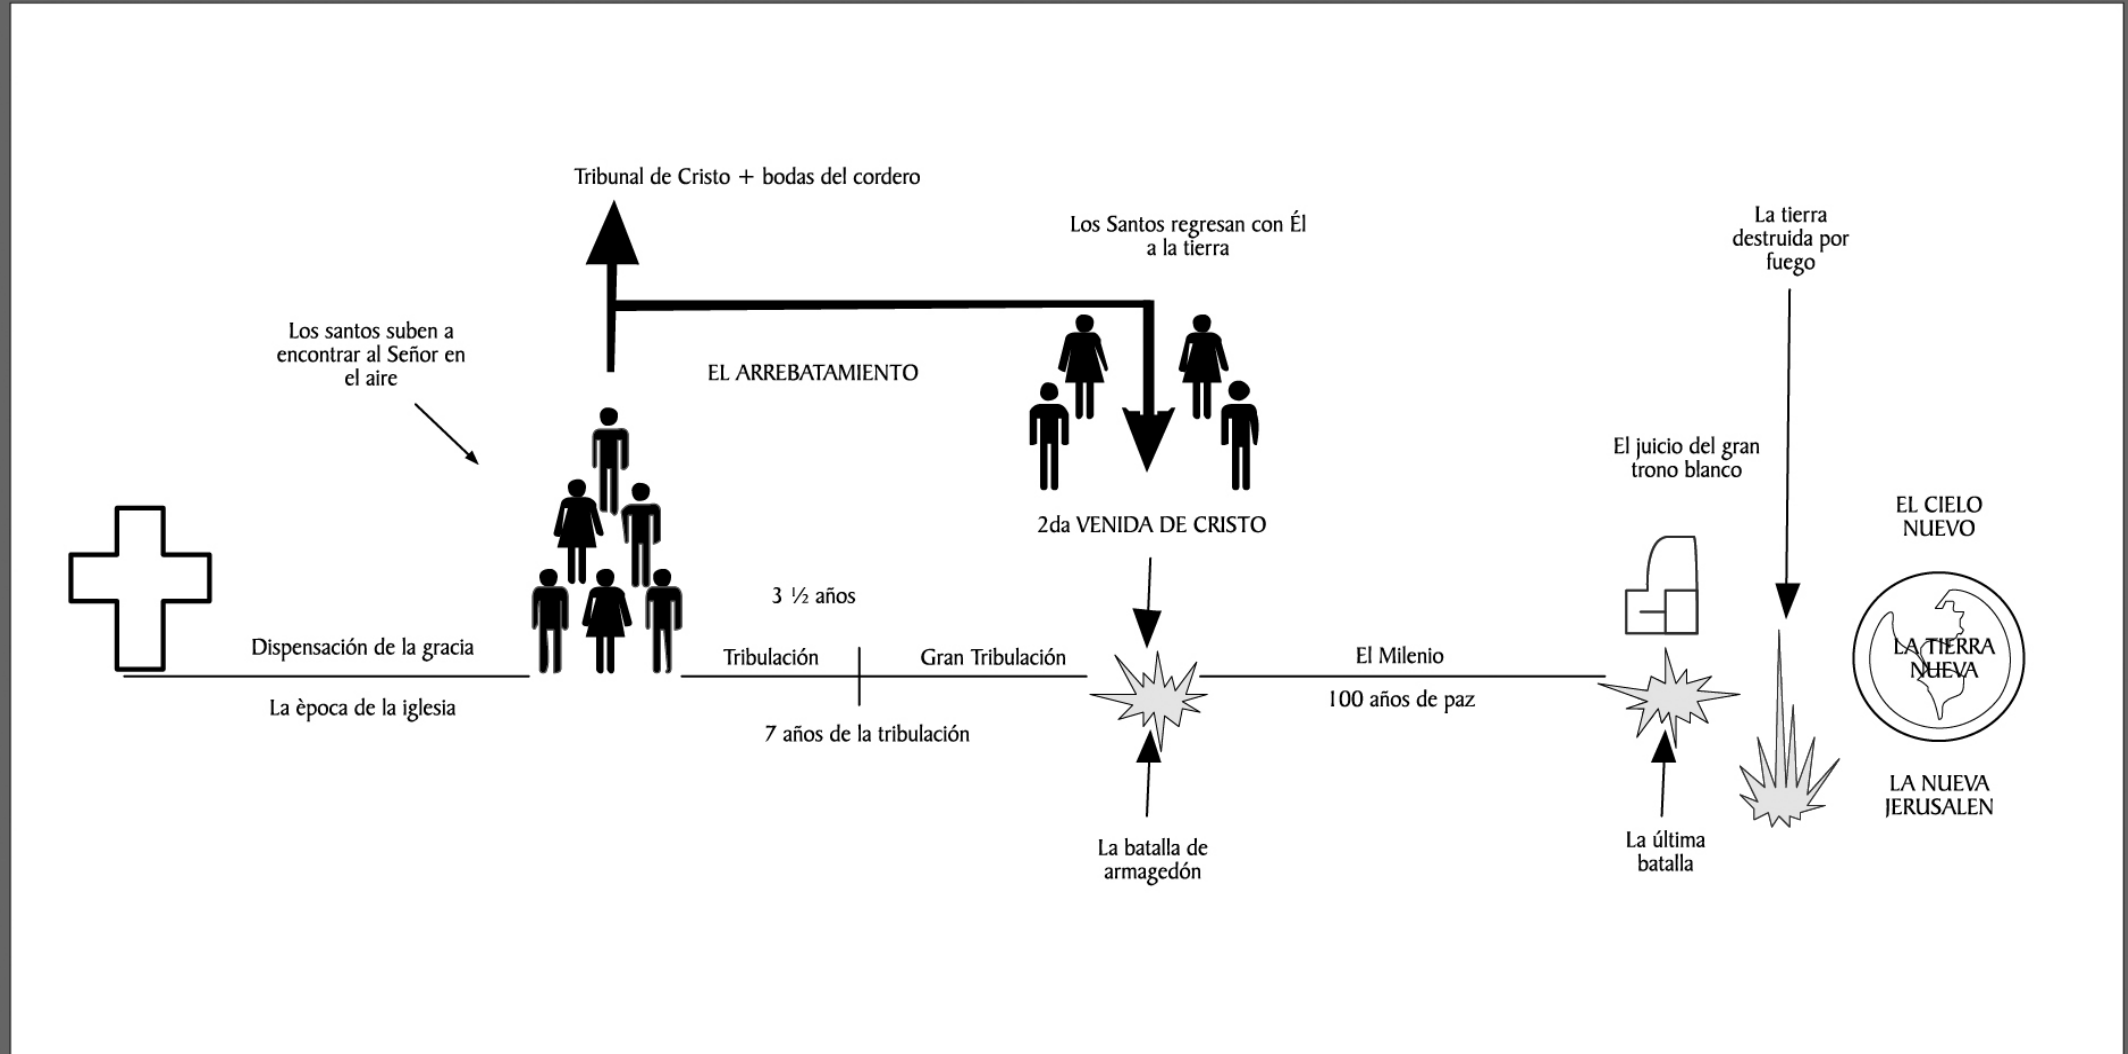 Tribunal de Cristo + bodas del cordero
Los Santos regresan con Él
a la tierra
La tierra
destruida por
fuego
Los santos suben a
encontrar al Señor en
el aire
EL ARREBATAMIENTO
El juicio del gran
trono blanco
2da VENIDA DE CRISTO
EL CIELO
NUEVO
3 ½ años
Dispensación de la gracia
Tribulación
Gran Tribulación
El Milenio
LA TIERRA
NUEVA
La època de la iglesia
7 años de la tribulación
100 años de paz
LA NUEVA
JERUSALEN
La batalla de
armagedón
La última
batalla